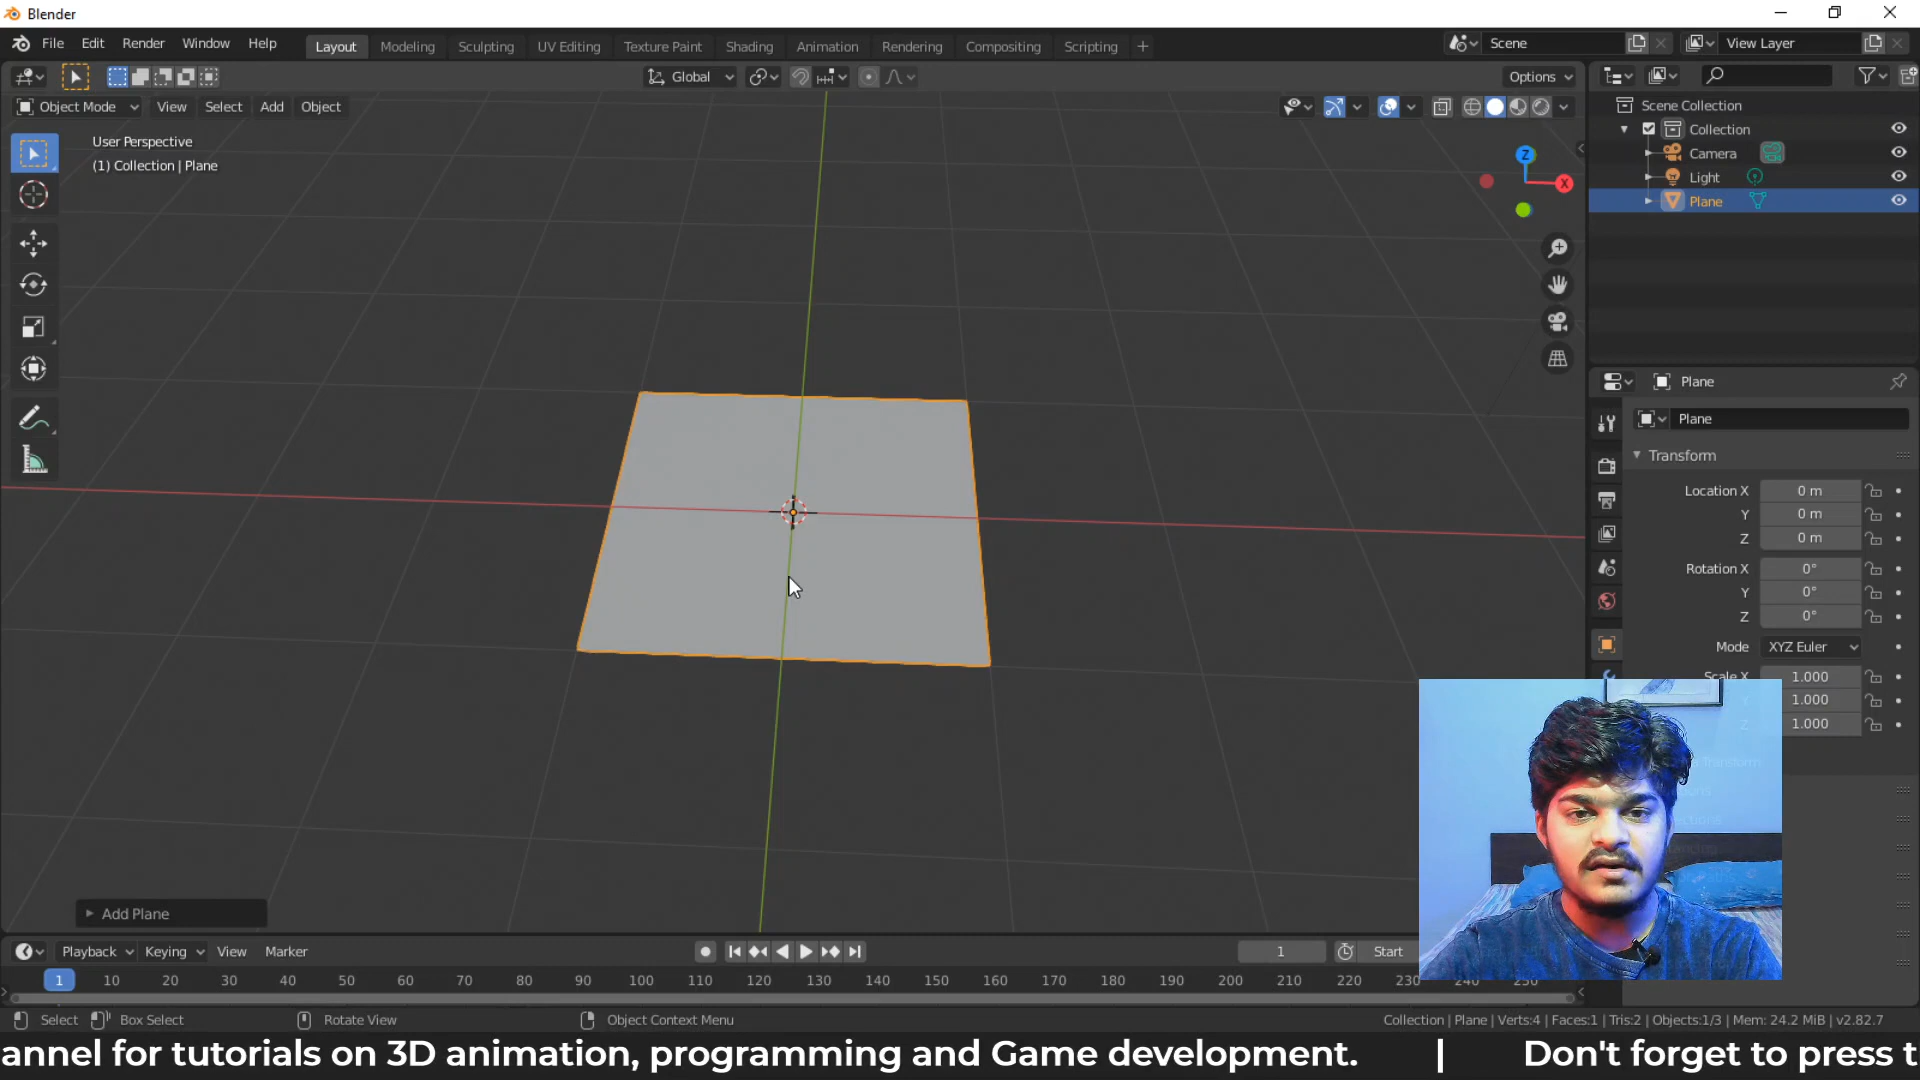 Blender
File Edit Render Window Help Layout Modeling Sculpting UV Editing Texture Paint Shading Animation Rendering Compositing Scripting + Scene View Layer
Global Options
Object Mode View Select Add Object
User Perspective
(1) Collection | Plane
Z
X
Scene Collection
Collection
Camera
Light
Plane
Plane
Plane
Transform
Location X 0 m
Y 0 m
Z 0 m
Rotation X 0°
Y 0°
Z 0°
Mode XYZ Euler
Scale X 1.000
1.000
1.000
Add Plane
Playback Keying View Marker 1 Start
1 10 20 30 40 50 60 70 80 90 100 110 120 130 140 150 160 170 180 190 200 210 220 230 240 250
Select Box Select Rotate View Object Context Menu Collection | Plane | Verts:4 | Faces:1 | Tris:2 | Objects:1/3 | Mem: 24.2 MiB | v2.82.7
annel for tutorials on 3D animation, programming and Game development. | Don't forget to press t